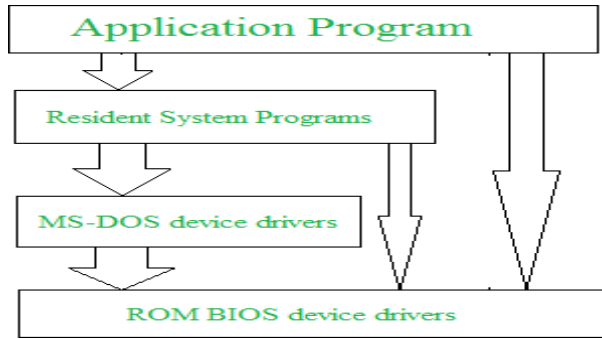 Application Program
Resident System Programs
MS-DOS device drivers
ROM BIOS device drivers